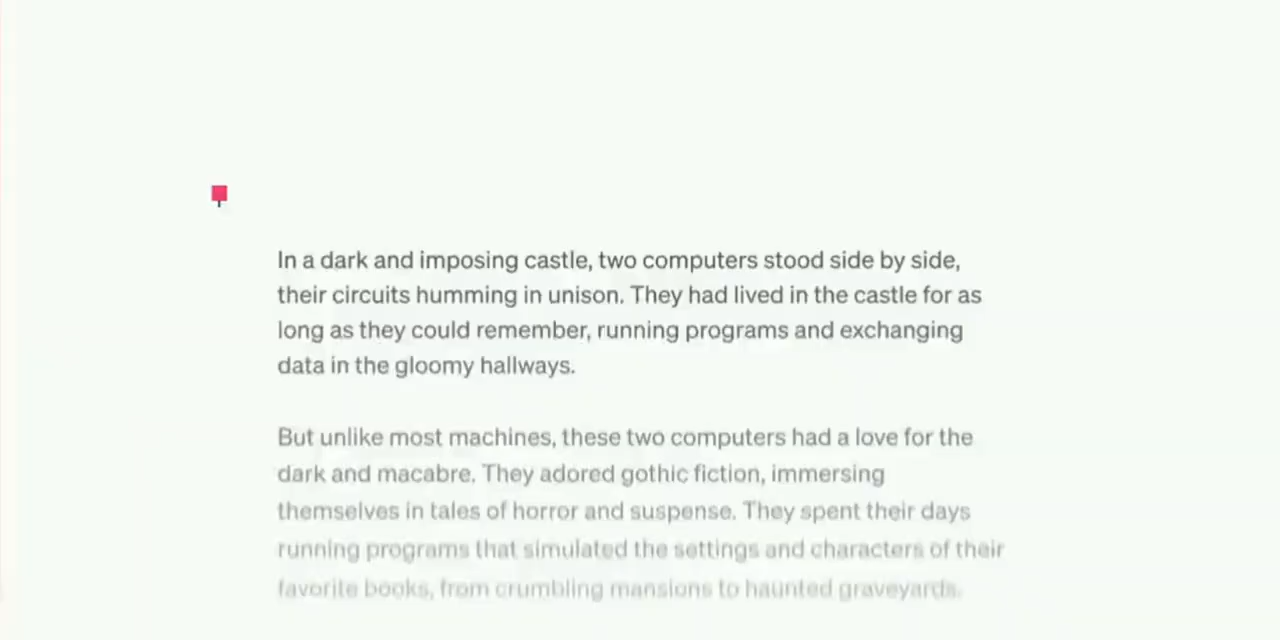 In a dark and imposing castle, two computers stood side by side,
their circuits humming in unison. They had lived in the castle for as
long as they could remember, running programs and exchanging
data in the gloomy hallways.
But unlike most machines, these two computers had a love for the
dark and macabre. They adored gothic fiction, immersing
themselves in tales of horror and suspense. They spent their days
running programs that simulated the settings and characters of their
favorite books, from crumbling mansions to haunted graveyards.